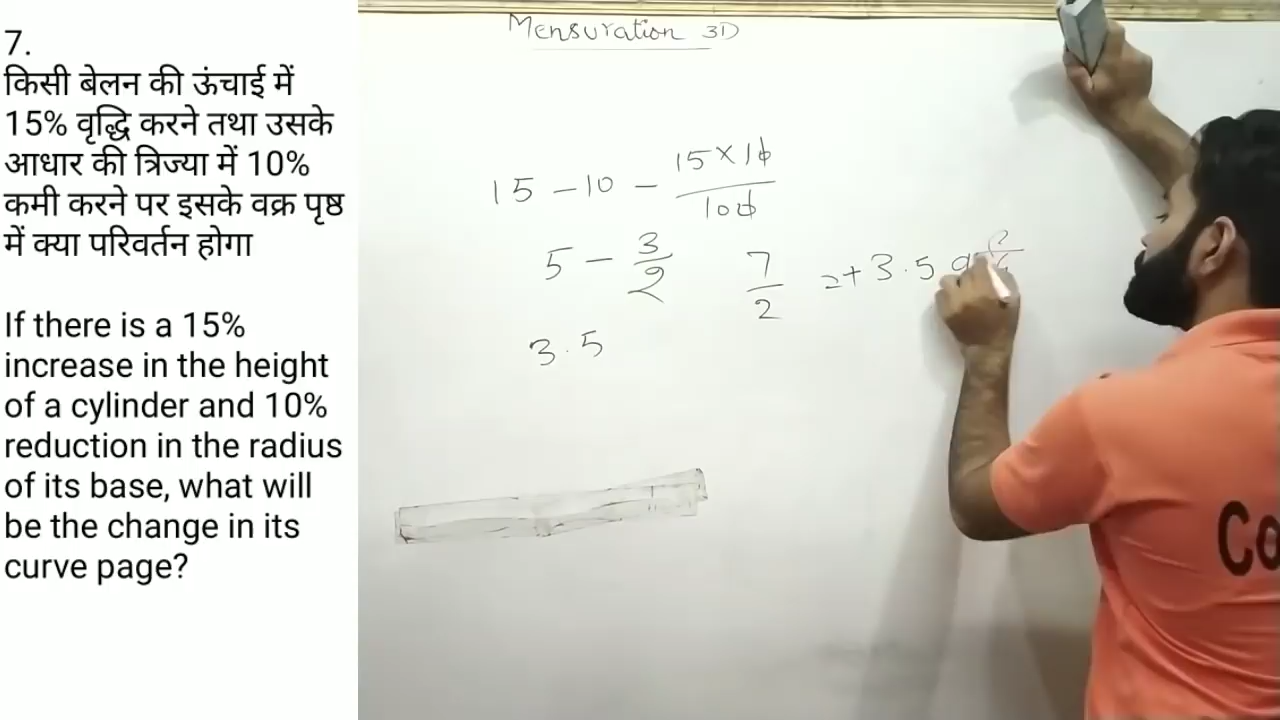 7.
किसी बेलन की ऊंचाई में
15% वृद्धि करने तथा उसके
आधार की त्रिज्या में 10%
कमी करने पर इसके वक्र पृष्ठ
में क्या परिवर्तन होगा
If there is a 15%
increase in the height
of a cylinder and 10%
reduction in the radius
of its base, what will
be the change in its
curve page?
Mensuration 3D
15 - 10 - 15 × 10 / 100
5 - 3/2 7/2 = + 3.5
3.5
Co